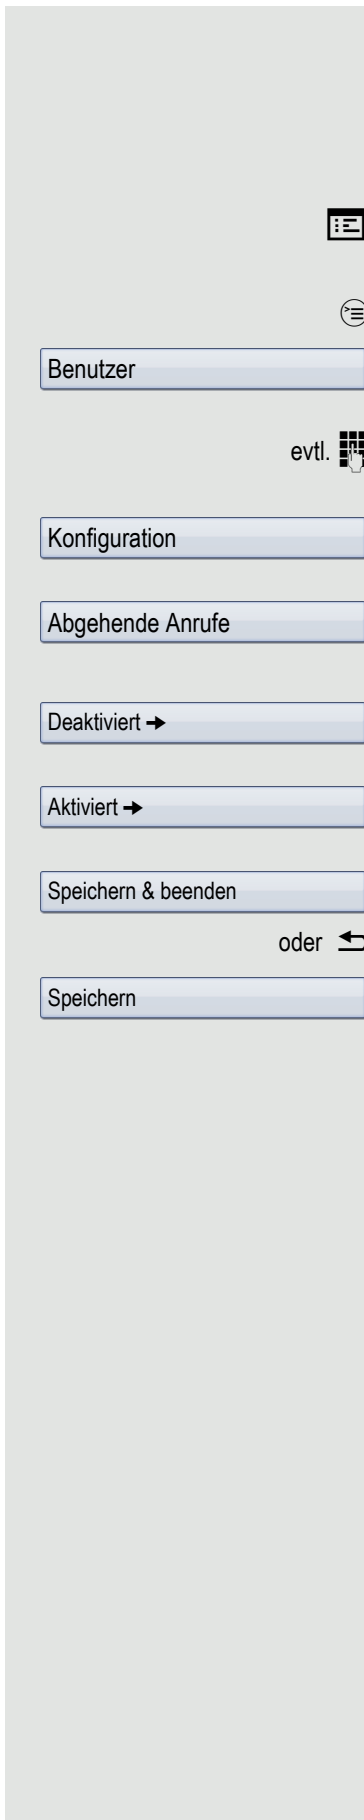 Benutzer
evtl.
Konfiguration
Abgehende Anrufe
Deaktiviert →
Aktiviert →
Speichern & beenden
oder
Speichern